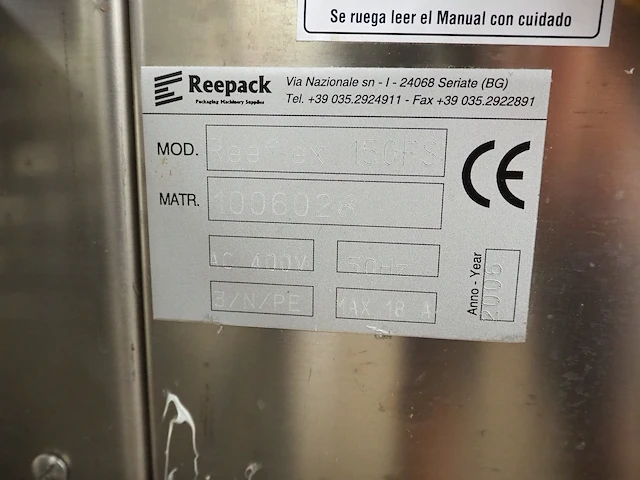 Se ruega leer el Manual con cuidado
Reepack
Packaging Machinery Supplies
Via Nazionale sn - I - 24068 Seriate (BG)
Tel. +39 035.2924911 - Fax +39 035.2922891
MOD.
MATR. 100602
AC 400V 50Hz
3/N/PE MAX 18 A
Anno - Year 2006
CE